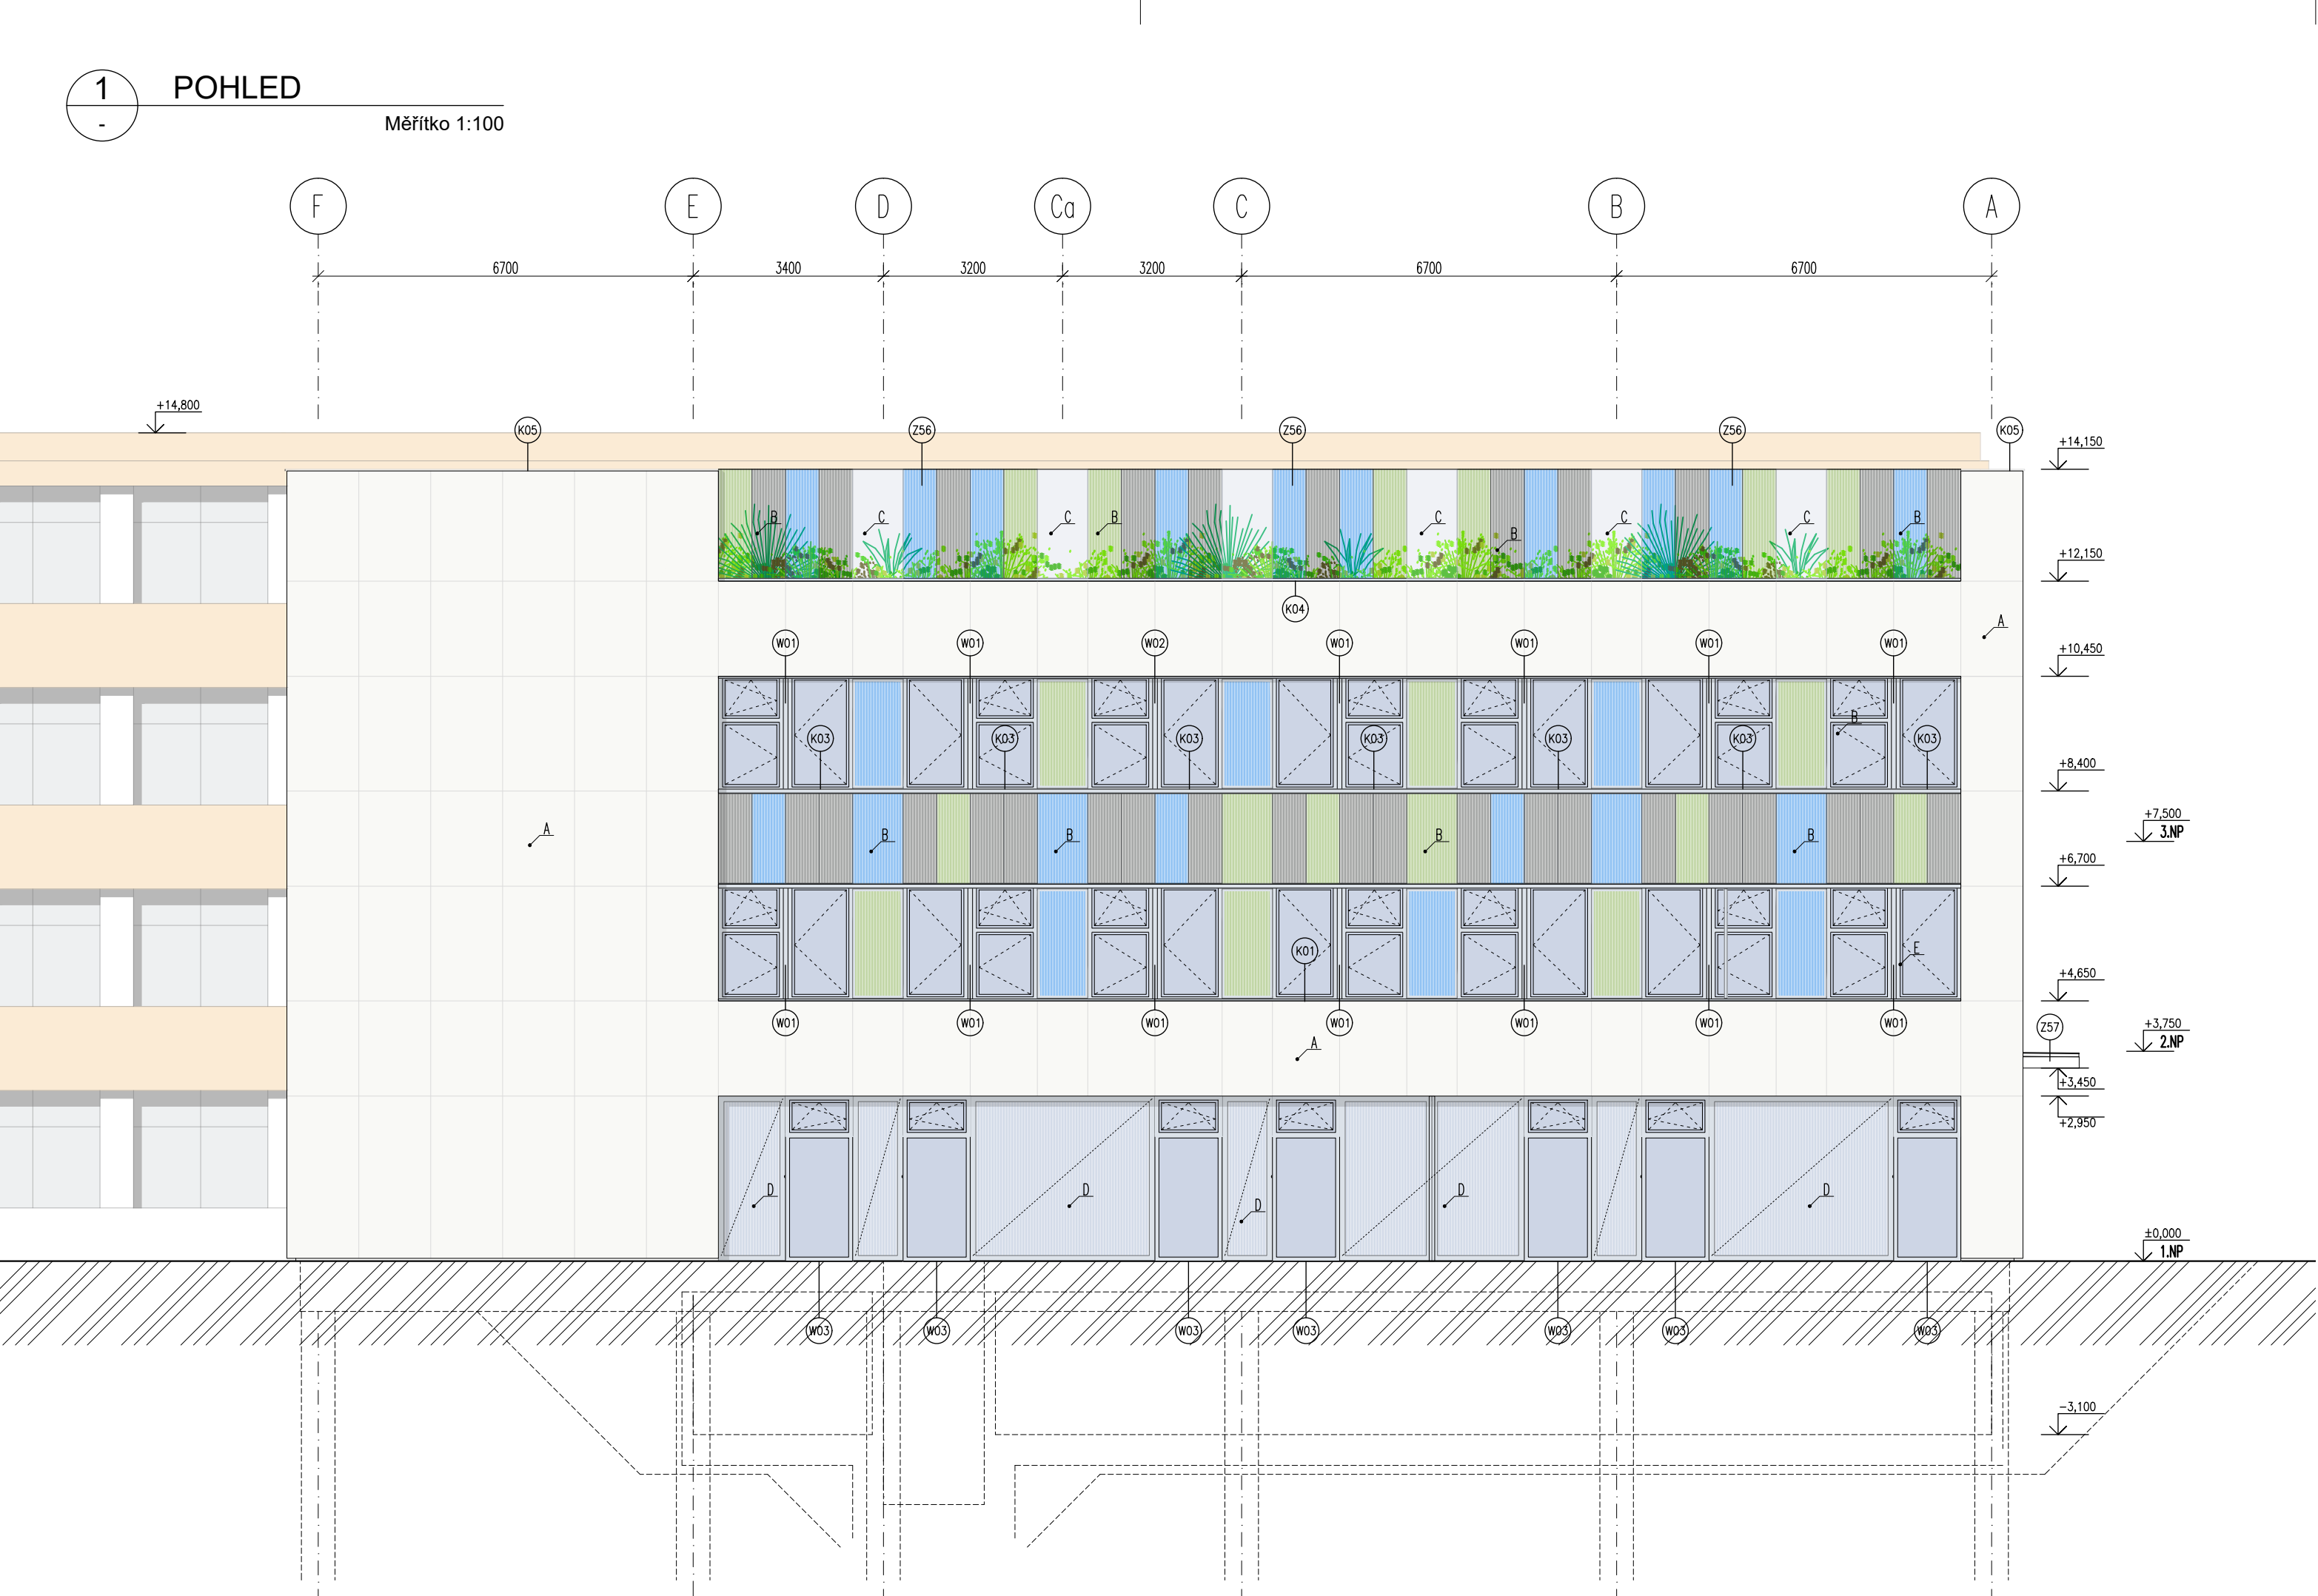 1 POHLED
- Měřítko 1:100
F E D Ca C B A
6700 3400 3200 3200 6700 6700
+14,800
K05 Z56 Z56 Z56 K05
+14,150
B C C B C B C C B
+12,150
K04
A
W01 W01 W02 W01 W01 W01 W01
+10,450
B
K03 K03 K03 K03 K03 K03 K03
+8,400
+7,500
3.NP
A B B B B
+6,700
K01 E
+4,650
W01 W01 W01 W01 W01 W01 W01
Z57
+3,750
2.NP
A
+3,450
+2,950
D D D D D
±0,000
1.NP
W03 W03 W03 W03 W03 W03 W03
-3,100